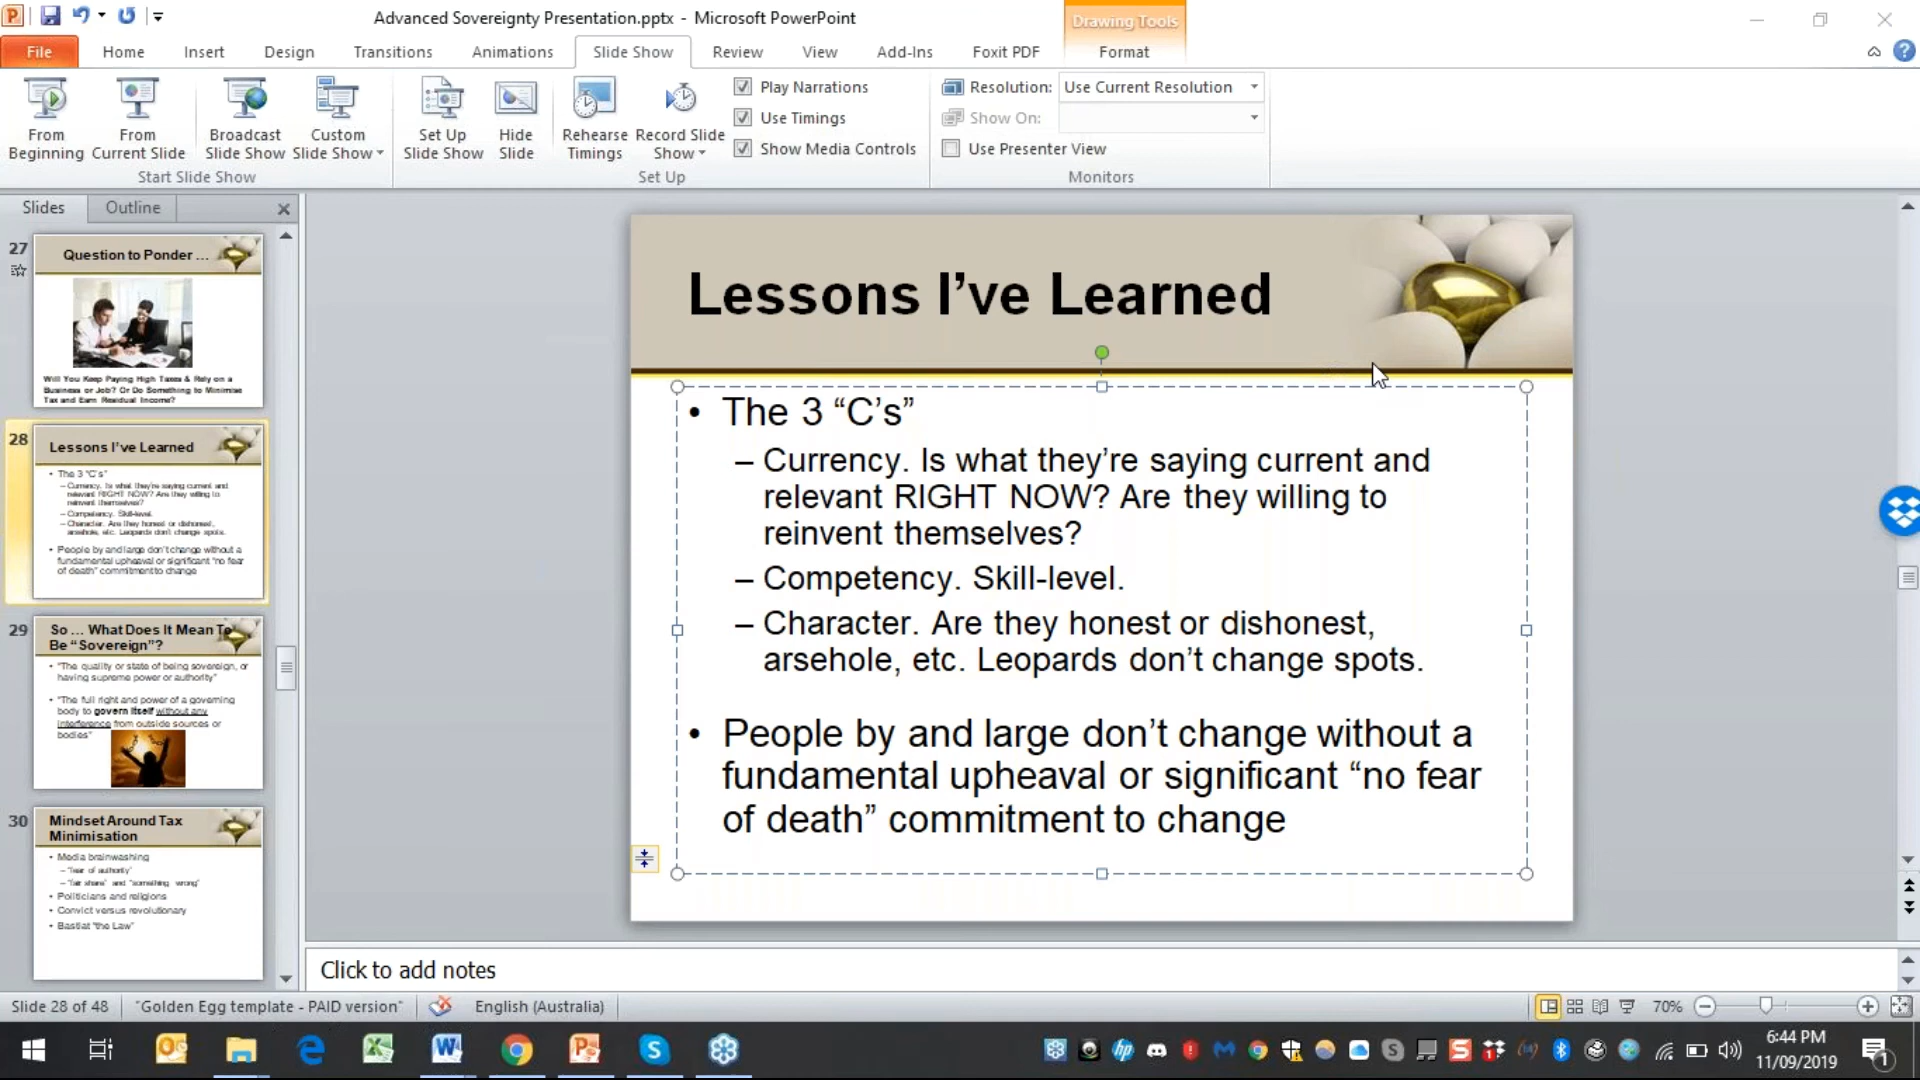 Advanced Sovereignty Presentation.pptx - Microsoft PowerPoint
Drawing Tools
File Home Insert Design Transitions Animations Slide Show Review View Add-Ins Foxit PDF Format
From Beginning
From Current Slide
Broadcast Slide Show
Custom Slide Show
Set Up Slide Show
Hide Slide
Rehearse Timings
Record Slide Show
Play Narrations
Use Timings
Show Media Controls
Resolution: Use Current Resolution
Show On:
Use Presenter View
Start Slide Show
Set Up
Monitors
Slides Outline
27
Question to Ponder ...
Will You Keep Paying High Taxes & Rely on a
Business or Job? Or Do Something to Minimise
Tax and Earn Residual Income?
28
Lessons I’ve Learned
• The 3 “C’s”
– Currency. Is what they’re saying current and
relevant RIGHT NOW? Are they willing to
reinvent themselves?
– Competency. Skill-level.
– Character. Are they honest or dishonest,
arsehole, etc. Leopards don’t change spots.
• People by and large don’t change without a
fundamental upheaval or significant “no fear
of death” commitment to change
29
So ... What Does It Mean To
Be “Sovereign”?
• “The quality or state of being sovereign, or
having supreme power or authority”
• “The full right and power of a governing
body to govern itself without any
interference from outside sources or
bodies”
30
Mindset Around Tax
Minimisation
• Media brainwashing
– “fear of authority”
– “fair share” and “something wrong”
• Politicians and religions
• Convict versus revolutionary
• Bastiat “the Law”
Lessons I’ve Learned
• The 3 “C’s”
– Currency. Is what they’re saying current and
relevant RIGHT NOW? Are they willing to
reinvent themselves?
– Competency. Skill-level.
– Character. Are they honest or dishonest,
arsehole, etc. Leopards don’t change spots.
• People by and large don’t change without a
fundamental upheaval or significant “no fear
of death” commitment to change
Click to add notes
Slide 28 of 48 "Golden Egg template - PAID version" English (Australia) 70%
6:44 PM
11/09/2019
1